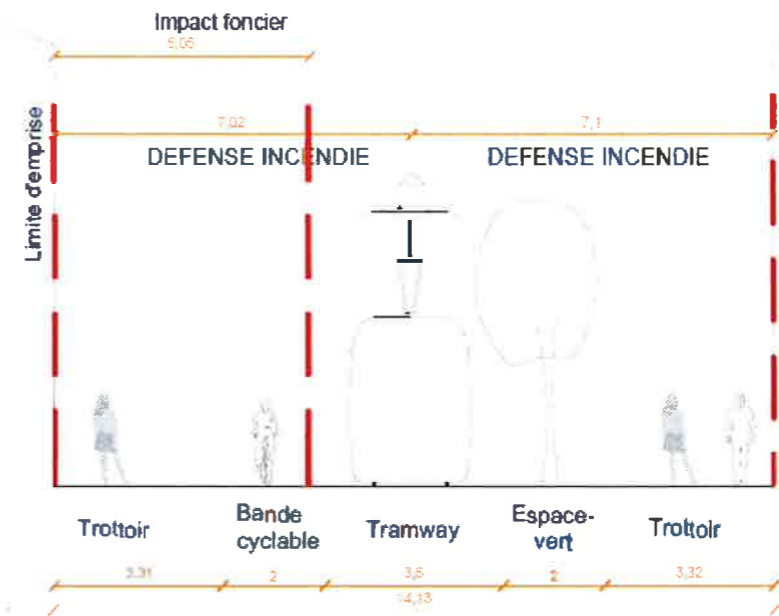 Impact foncier
5,05
7,02
7,1
Limite d'emprise
DEFENSE INCENDIE
DEFENSE INCENDIE
Trottoir
Bande
cyclable
Tramway
Espace-
vert
Trottoir
3,31
2
3,5
2
3,32
14,13